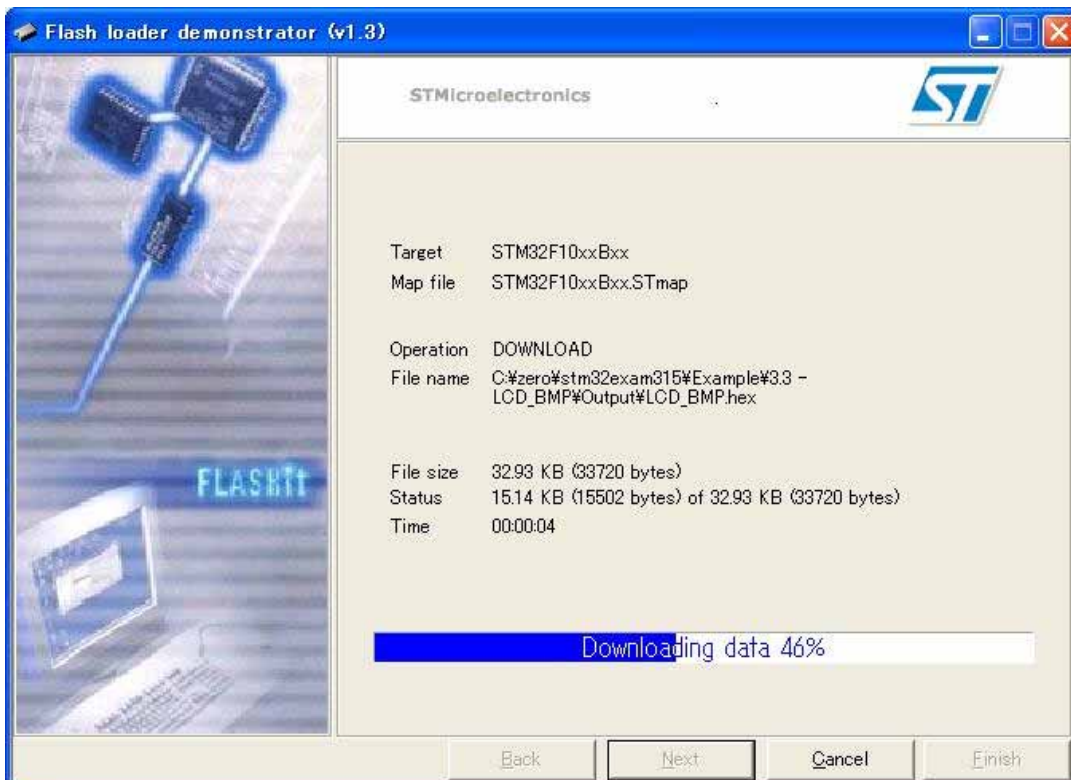 Flash loader demonstrator (v1.3)
STMicroelectronics
ST
Target STM32F10xxBxx
Map file STM32F10xxBxx.STmap
Operation DOWNLOAD
File name C:¥zero¥stm32exam315¥Example¥3.3 -
LCD_BMP¥Output¥LCD_BMP.hex
FLASHIt
File size 32.93 KB (33720 bytes)
Status 15.14 KB (15502 bytes) of 32.93 KB (33720 bytes)
Time 00:00:04
Downloading data 46%
Back Next Cancel Finish